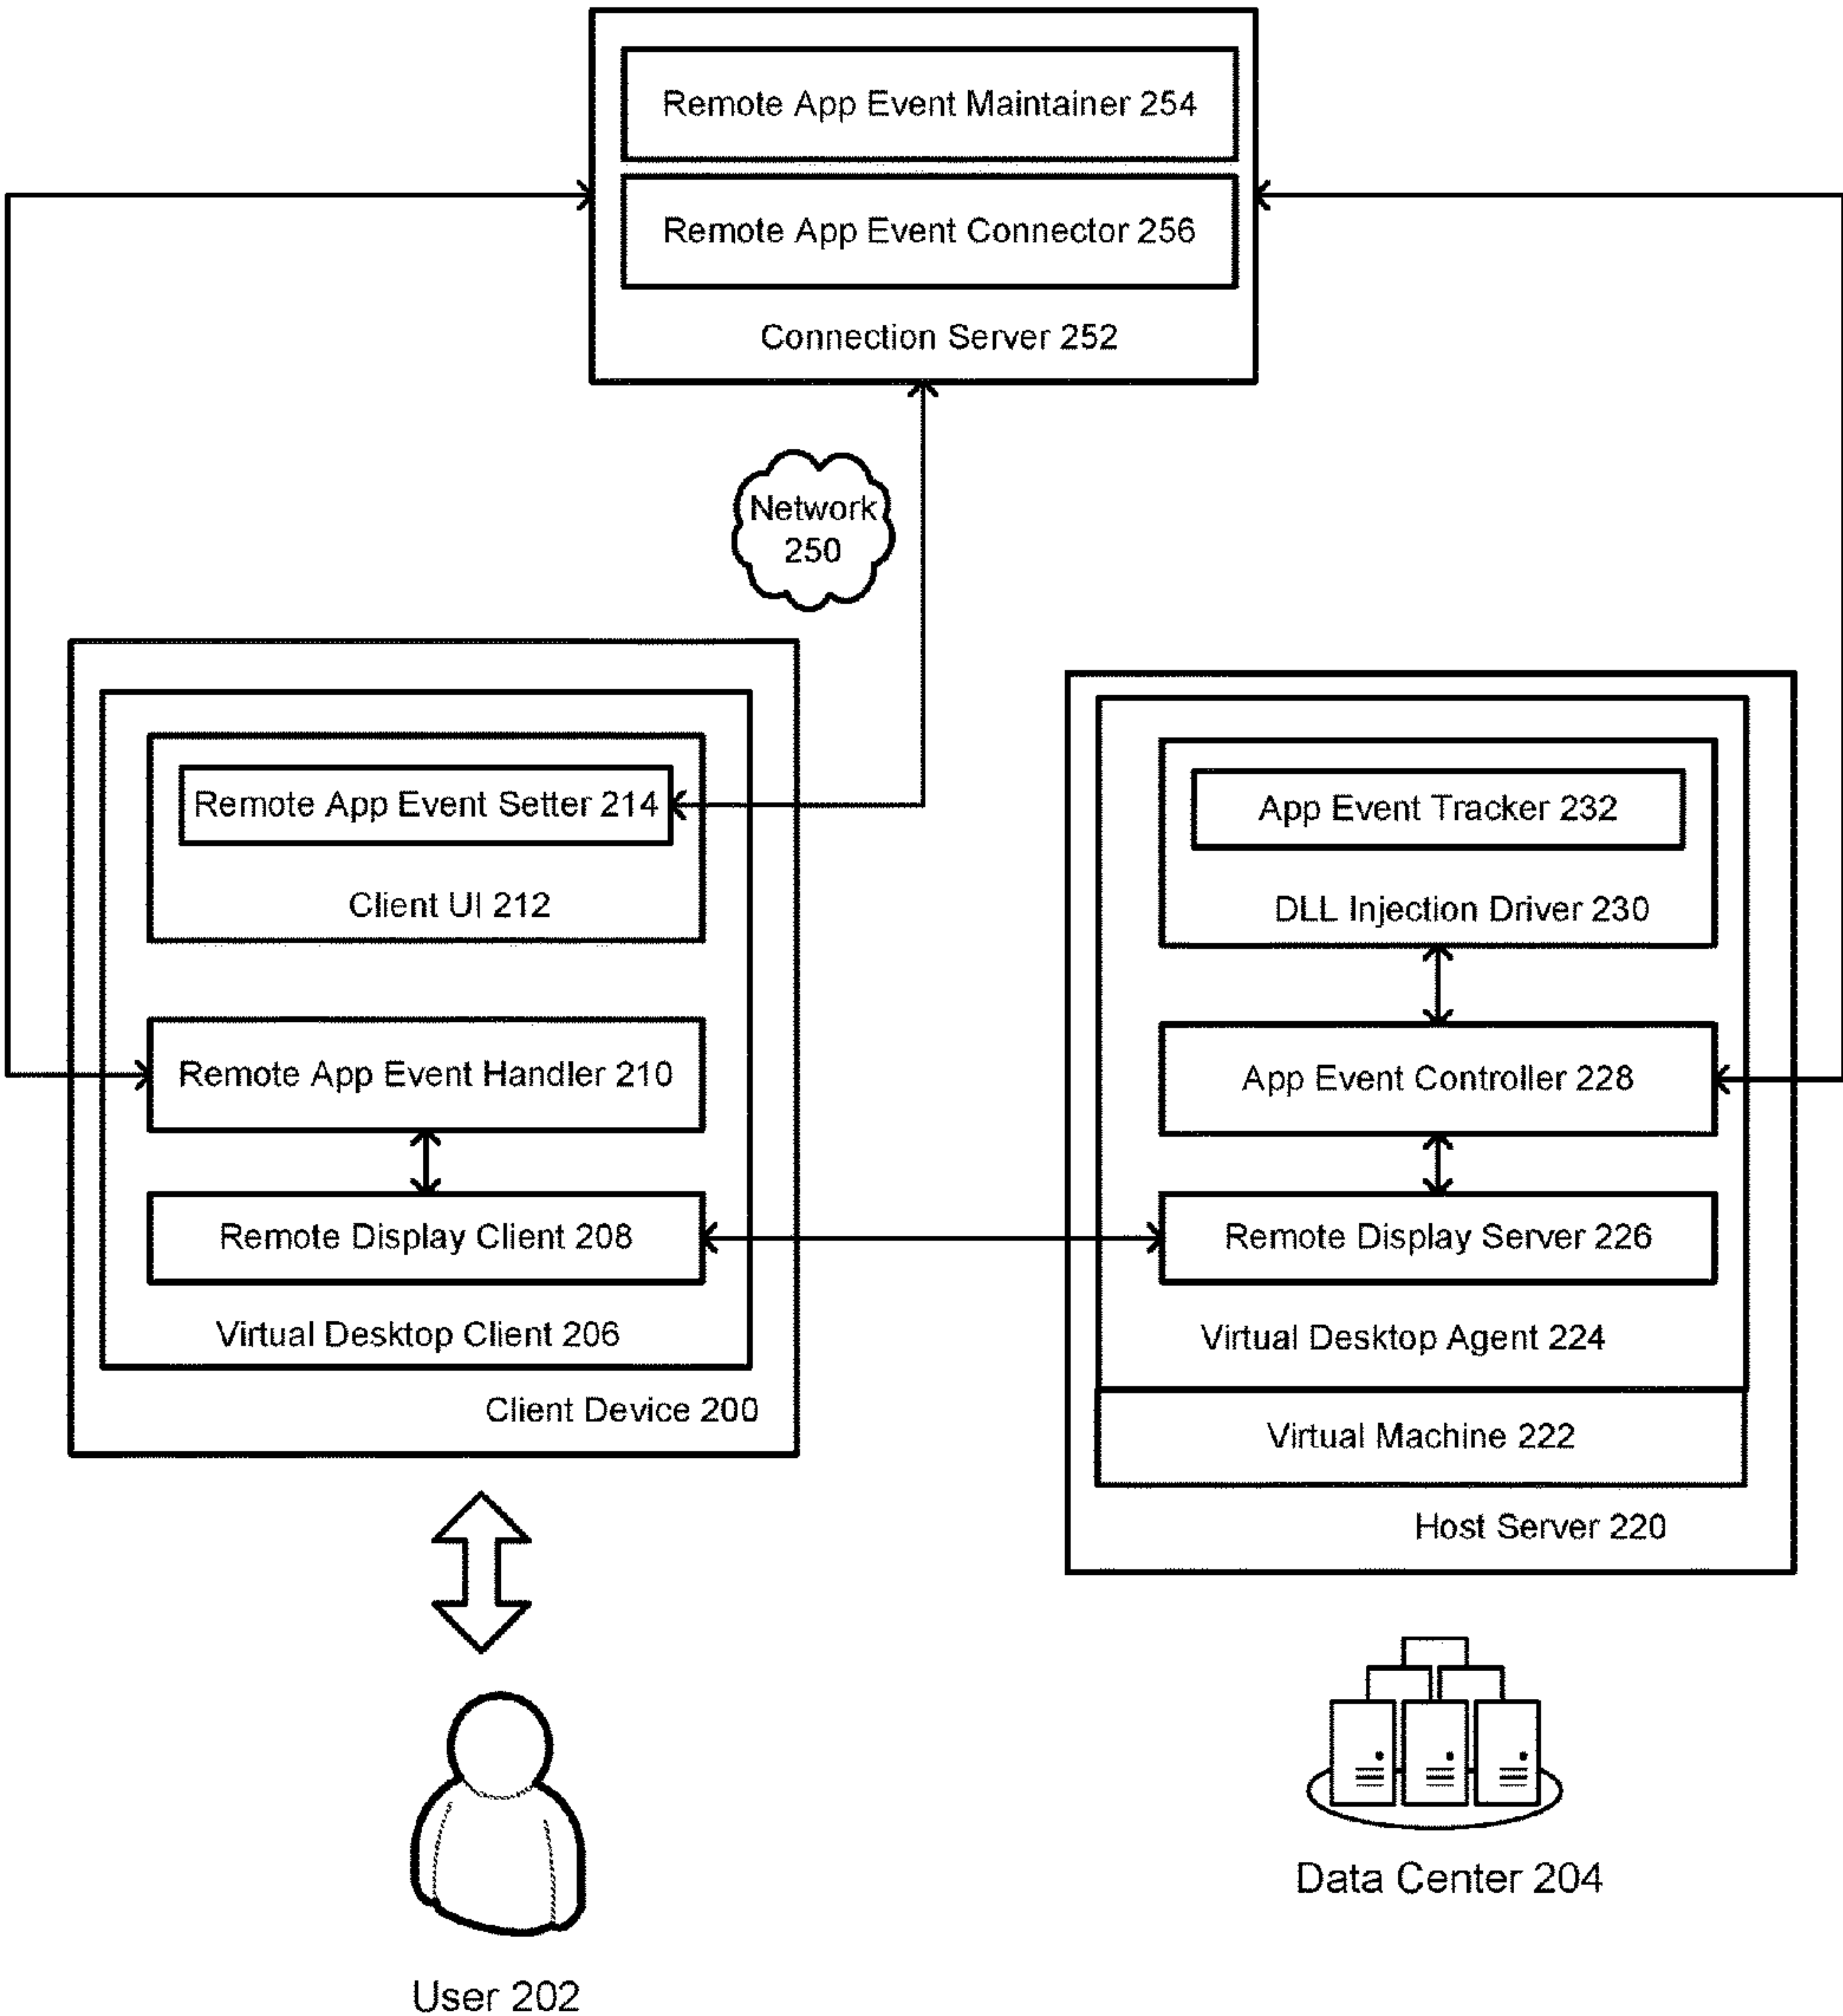 Remote App Event Maintainer 254
Remote App Event Connector 256
Connection Server 252
Network
250
Remote App Event Setter 214
Client UI 212
Remote App Event Handler 210
Remote Display Client 208
Virtual Desktop Client 206
Client Device 200
App Event Tracker 232
DLL Injection Driver 230
App Event Controller 228
Remote Display Server 226
Virtual Desktop Agent 224
Virtual Machine 222
Host Server 220
User 202
Data Center 204